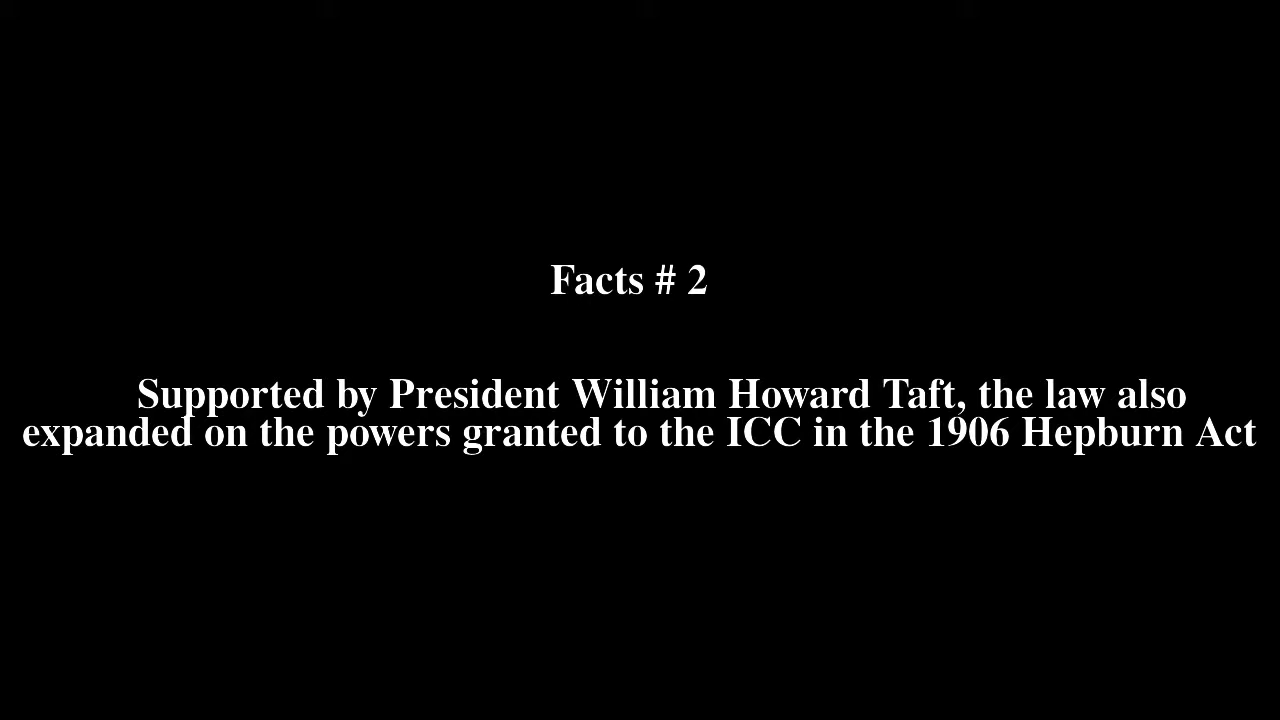 Facts # 2
Supported by President William Howard Taft, the law also
expanded on the powers granted to the ICC in the 1906 Hepburn Act